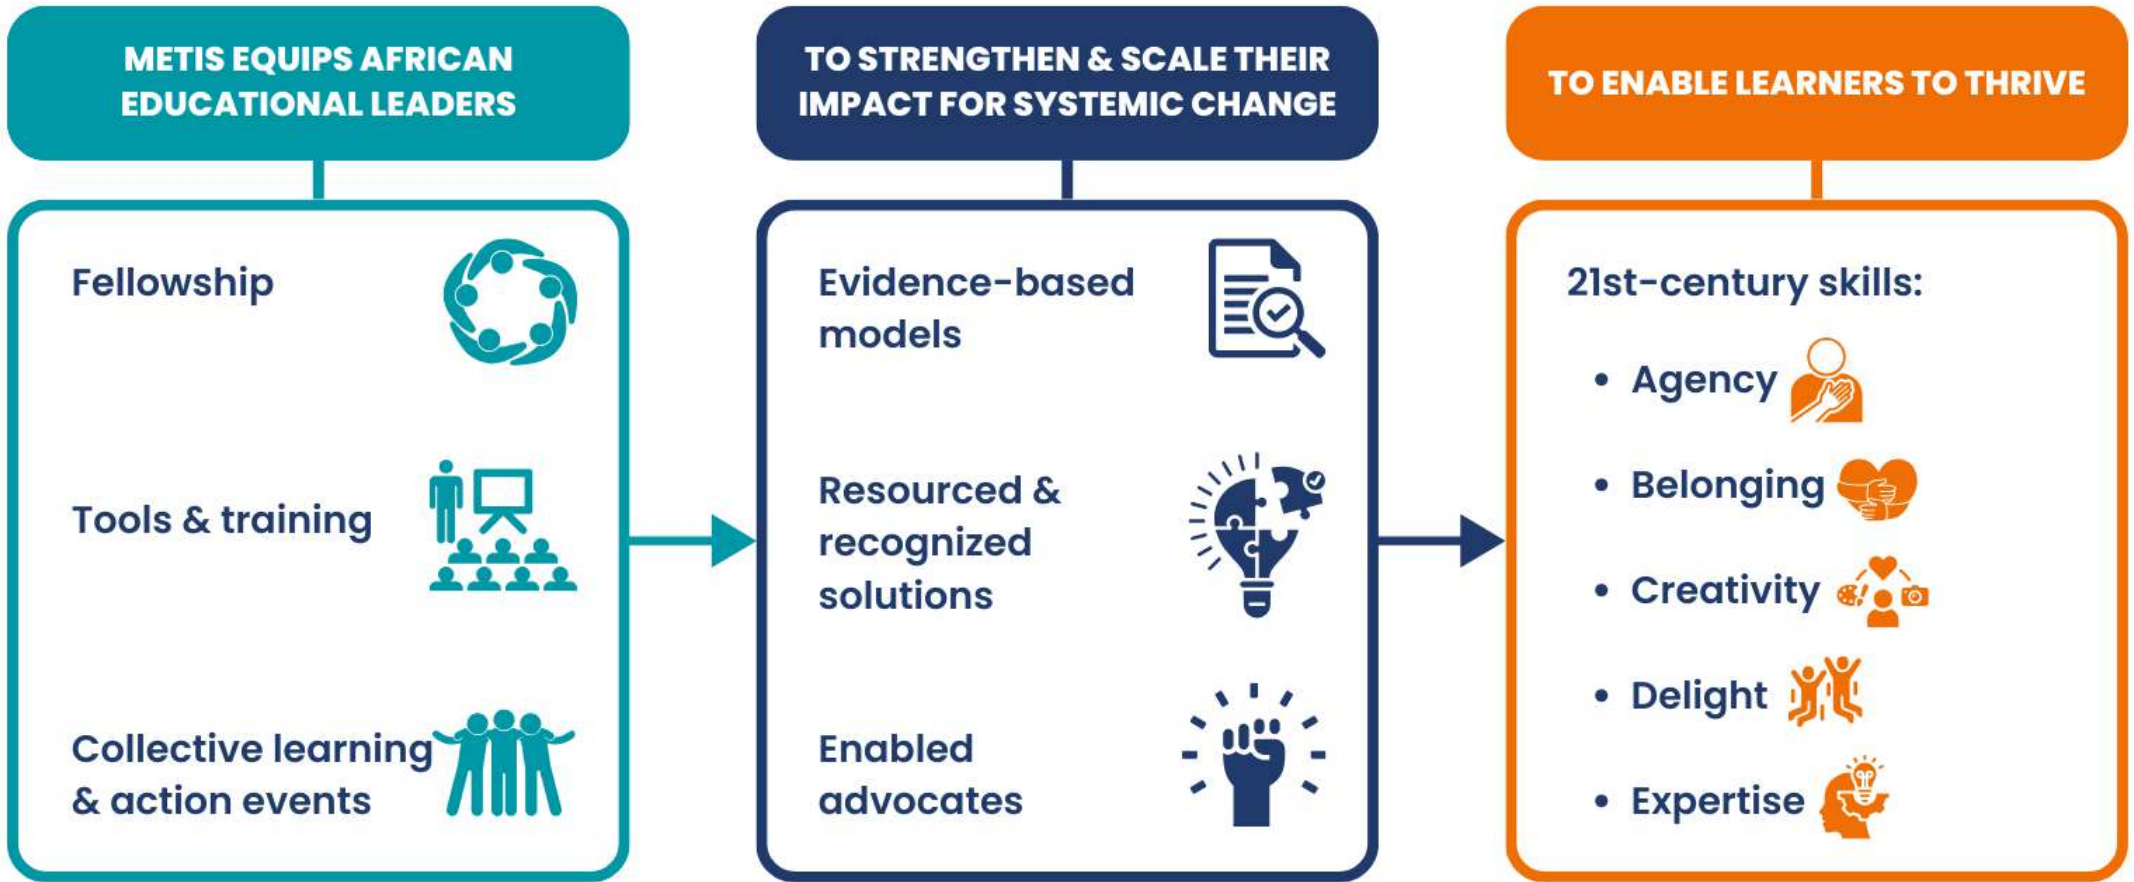 METIS EQUIPS AFRICAN
EDUCATIONAL LEADERS
Fellowship
Tools & training
Collective learning
& action events
TO STRENGTHEN & SCALE THEIR
IMPACT FOR SYSTEMIC CHANGE
Evidence-based
models
Resourced &
recognized
solutions
Enabled
advocates
TO ENABLE LEARNERS TO THRIVE
21st-century skills:
• Agency
• Belonging
• Creativity
• Delight
• Expertise